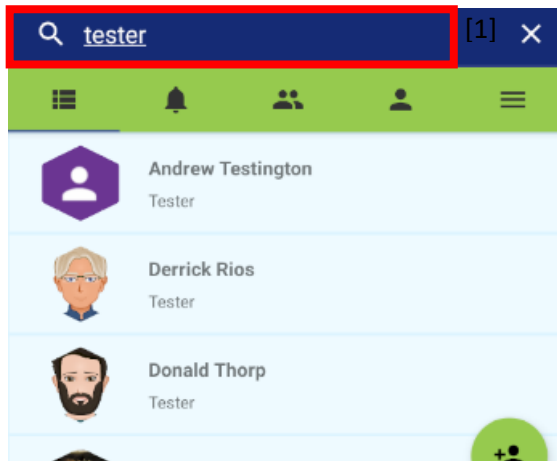 tester [1]
Andrew Testington
Tester
Derrick Rios
Tester
Donald Thorp
Tester